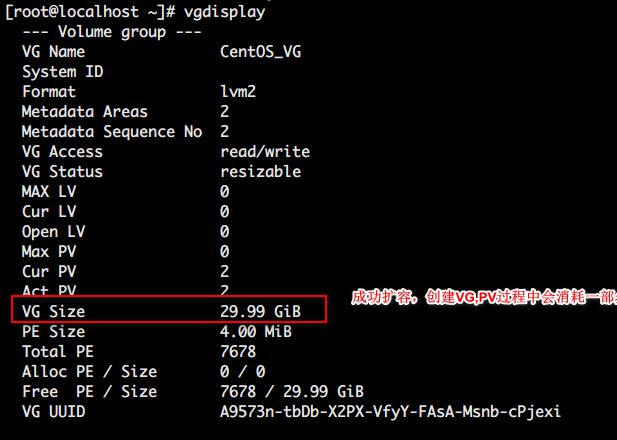 [root@localhost ~]# vgdisplay
--- Volume group ---
VG Name CentOS_VG
System ID
Format lvm2
Metadata Areas 2
Metadata Sequence No 2
VG Access read/write
VG Status resizable
MAX LV 0
Cur LV 0
Open LV 0
Max PV 0
Cur PV 2
Act PV 2
成功扩容，创建VG,PV过程中会消耗一部
VG Size 29.99 GiB
PE Size 4.00 MiB
Total PE 7678
Alloc PE / Size 0 / 0
Free PE / Size 7678 / 29.99 GiB
VG UUID A9573n-tbDb-X2PX-VfyY-FAsA-Msnb-cPjexi